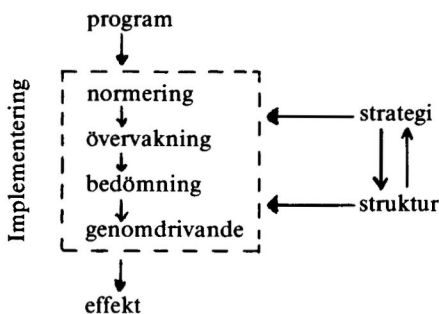 program
Implementering
normering
övervakning
bedömning
genomdrivande
strategi
struktur
effekt